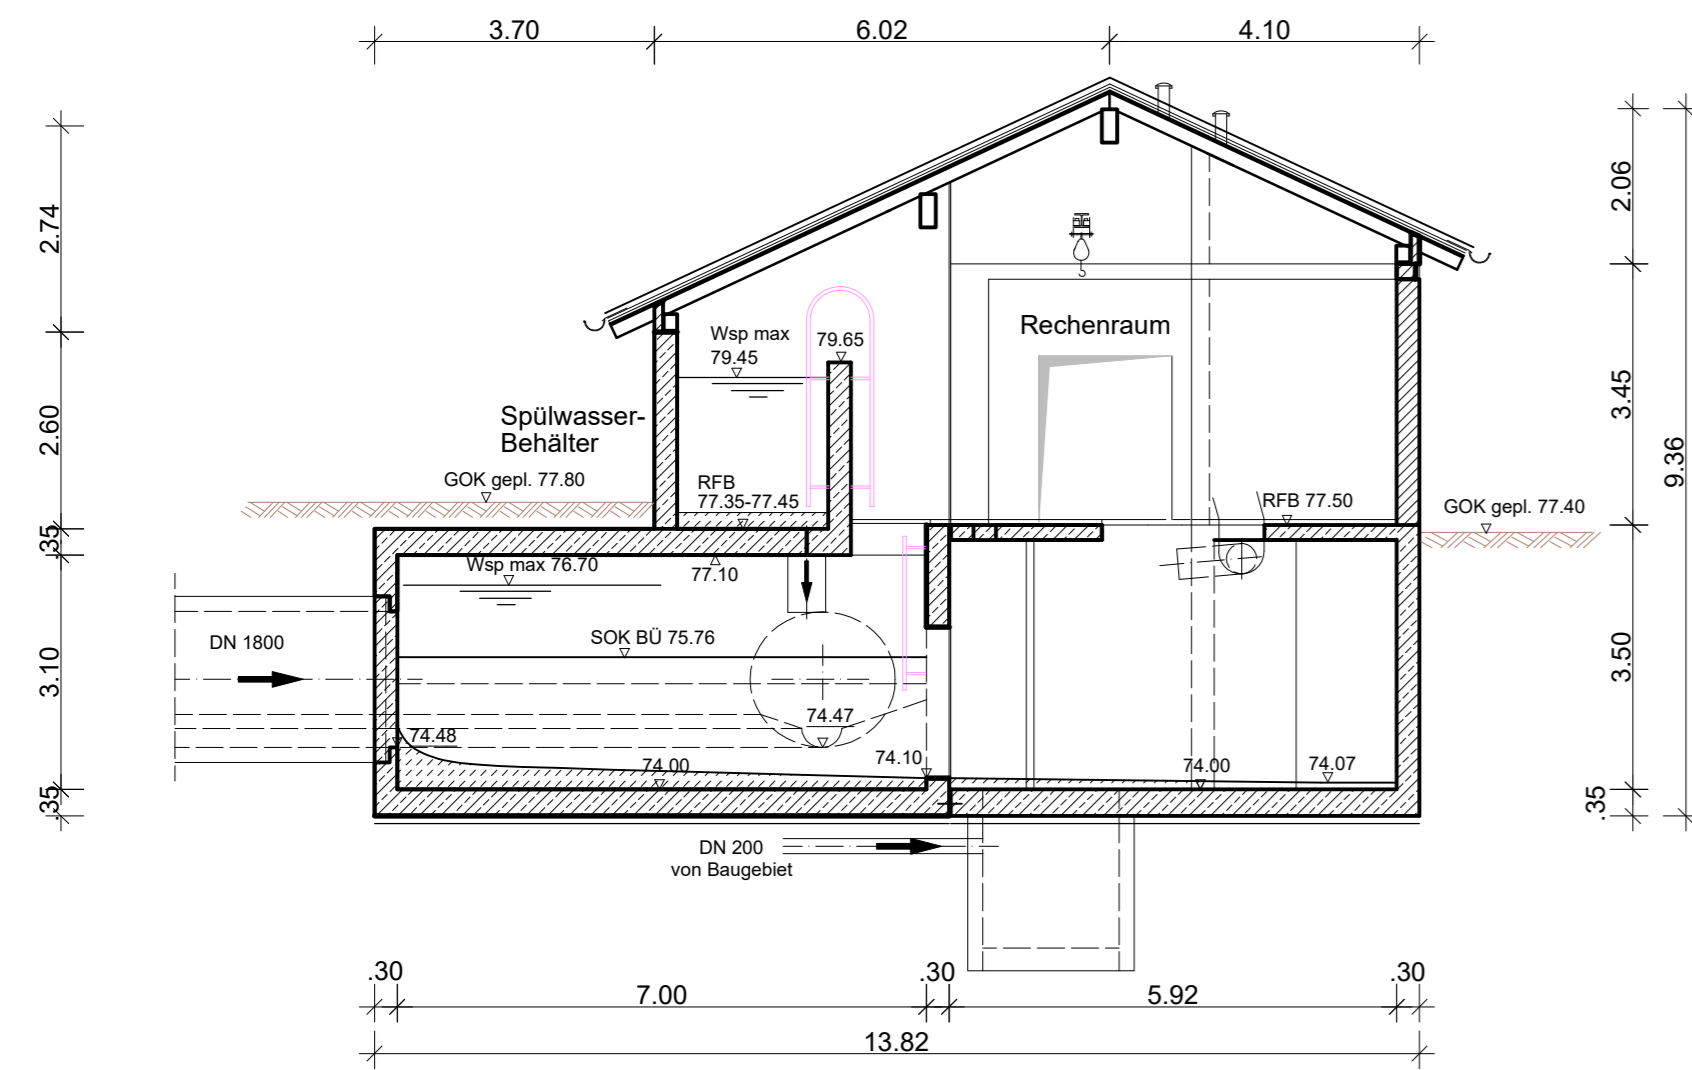 3.70
6.02
4.10
2.74
2.60
.35
3.10
.35
2.06
3.45
3.50
.35
9.36
Wsp max
79.45
79.65
Rechenraum
Spülwasser-
Behälter
GOK gepl. 77.80
RFB
77.35-77.45
RFB 77.50
GOK gepl. 77.40
Wsp max 76.70
77.10
DN 1800
SOK BÜ 75.76
74.48
74.47
74.10
74.00
74.00
74.07
DN 200
von Baugebiet
.30
7.00
.30
5.92
.30
13.82